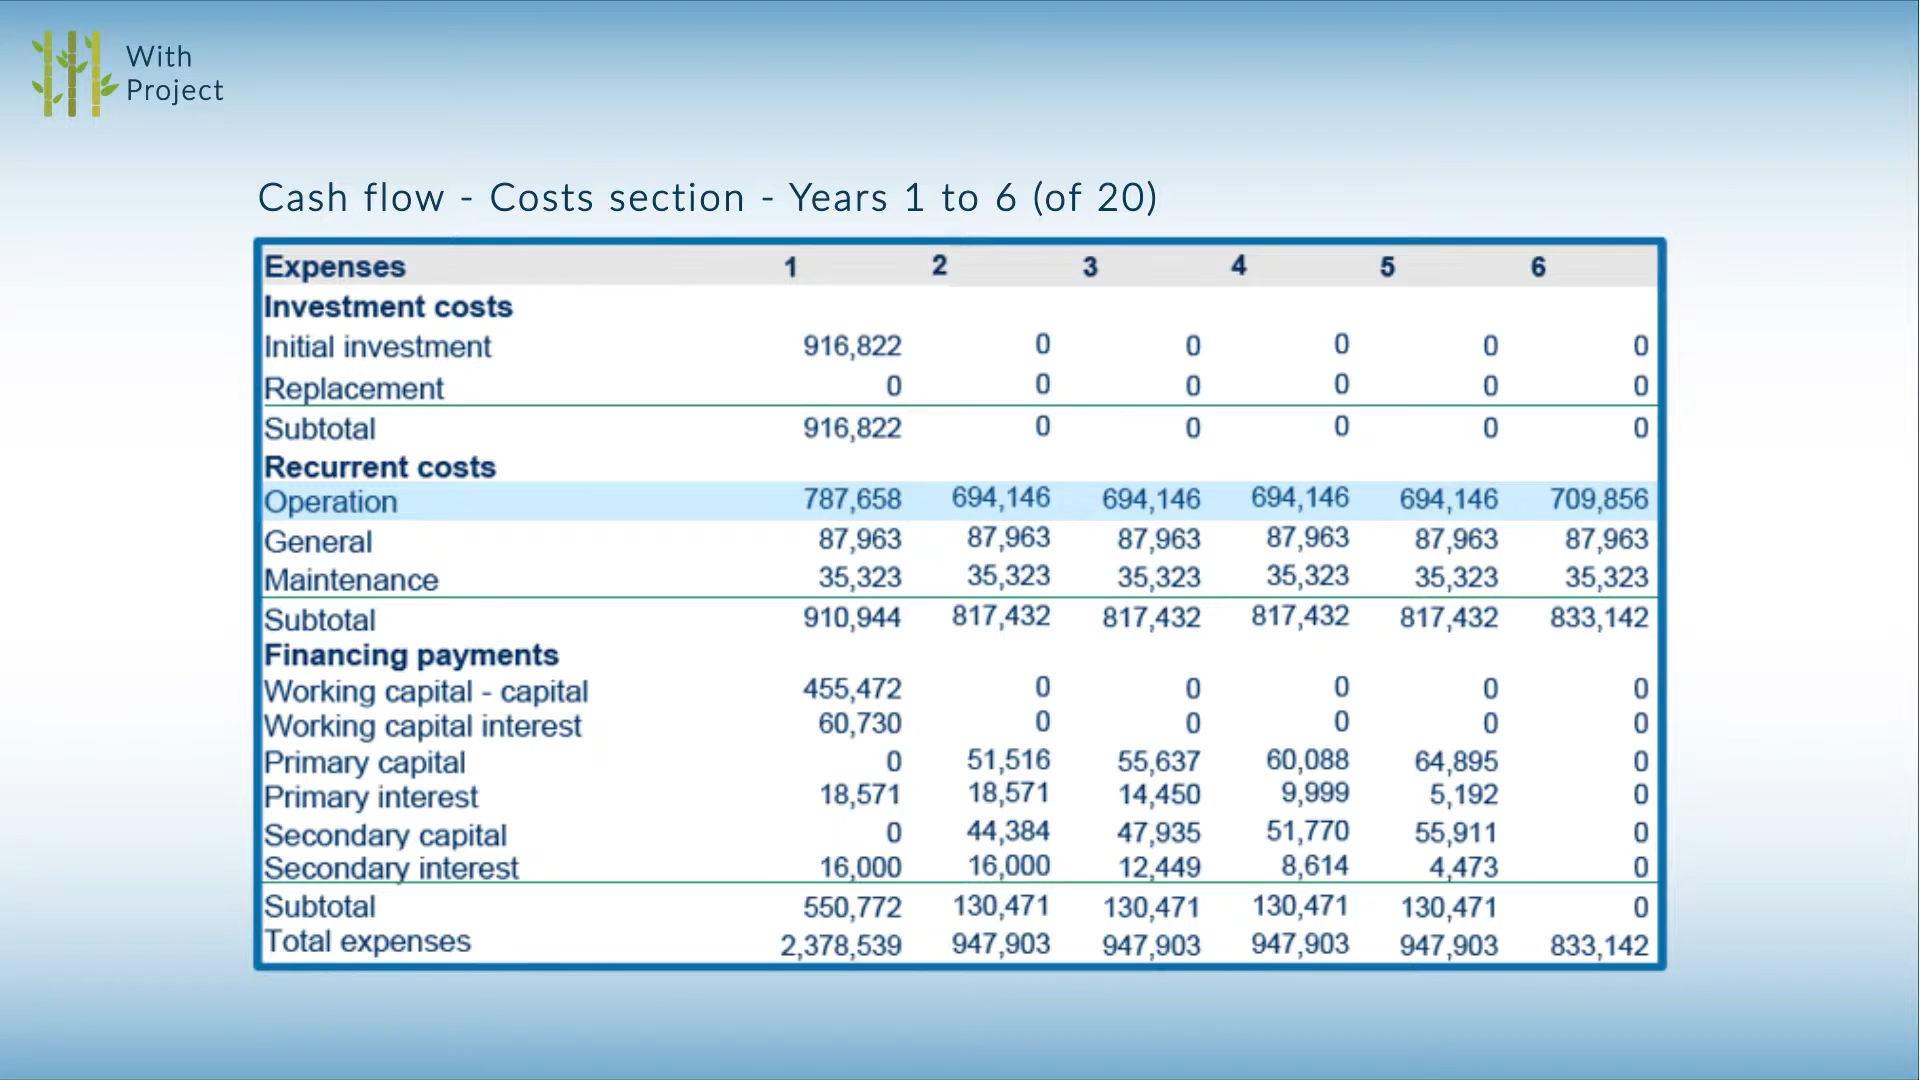 With
Project
Cash flow - Costs section - Years 1 to 6 (of 20)
Expenses 1 2 3 4 5 6
Investment costs
Initial investment 916,822 0 0 0 0 0
Replacement 0 0 0 0 0 0
Subtotal 916,822 0 0 0 0 0
Recurrent costs
Operation 787,658 694,146 694,146 694,146 694,146 709,856
General 87,963 87,963 87,963 87,963 87,963 87,963
Maintenance 35,323 35,323 35,323 35,323 35,323 35,323
Subtotal 910,944 817,432 817,432 817,432 817,432 833,142
Financing payments
Working capital - capital 455,472 0 0 0 0 0
Working capital interest 60,730 0 0 0 0 0
Primary capital 0 51,516 55,637 60,088 64,895 0
Primary interest 18,571 18,571 14,450 9,999 5,192 0
Secondary capital 0 44,384 47,935 51,770 55,911 0
Secondary interest 16,000 16,000 12,449 8,614 4,473 0
Subtotal 550,772 130,471 130,471 130,471 130,471 0
Total expenses 2,378,539 947,903 947,903 947,903 947,903 833,142